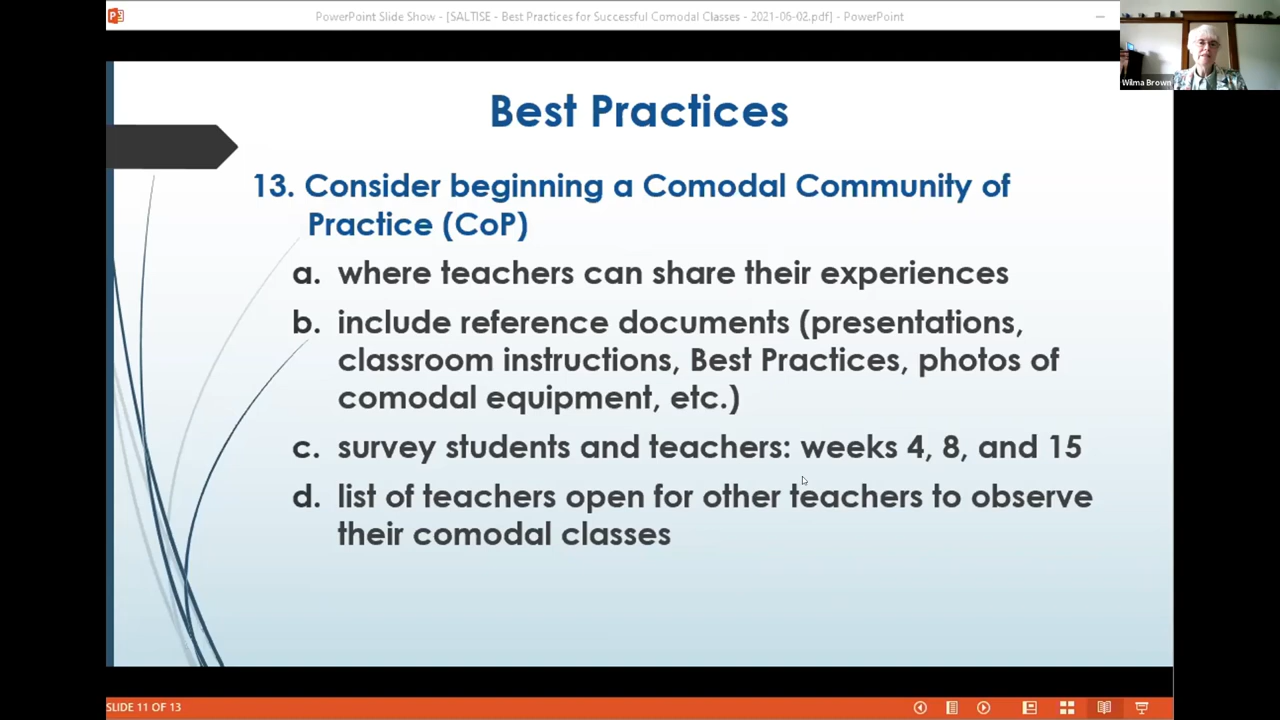 PowerPoint Slide Show - [SALTISE - Best Practices for Successful Comodal Classes - 2021-06-02.pdf] - PowerPoint
Wilma Brown
Best Practices
13. Consider beginning a Comodal Community of
Practice (CoP)
a. where teachers can share their experiences
b. include reference documents (presentations,
classroom instructions, Best Practices, photos of
comodal equipment, etc.)
c. survey students and teachers: weeks 4, 8, and 15
d. list of teachers open for other teachers to observe
their comodal classes
SLIDE 11 OF 13